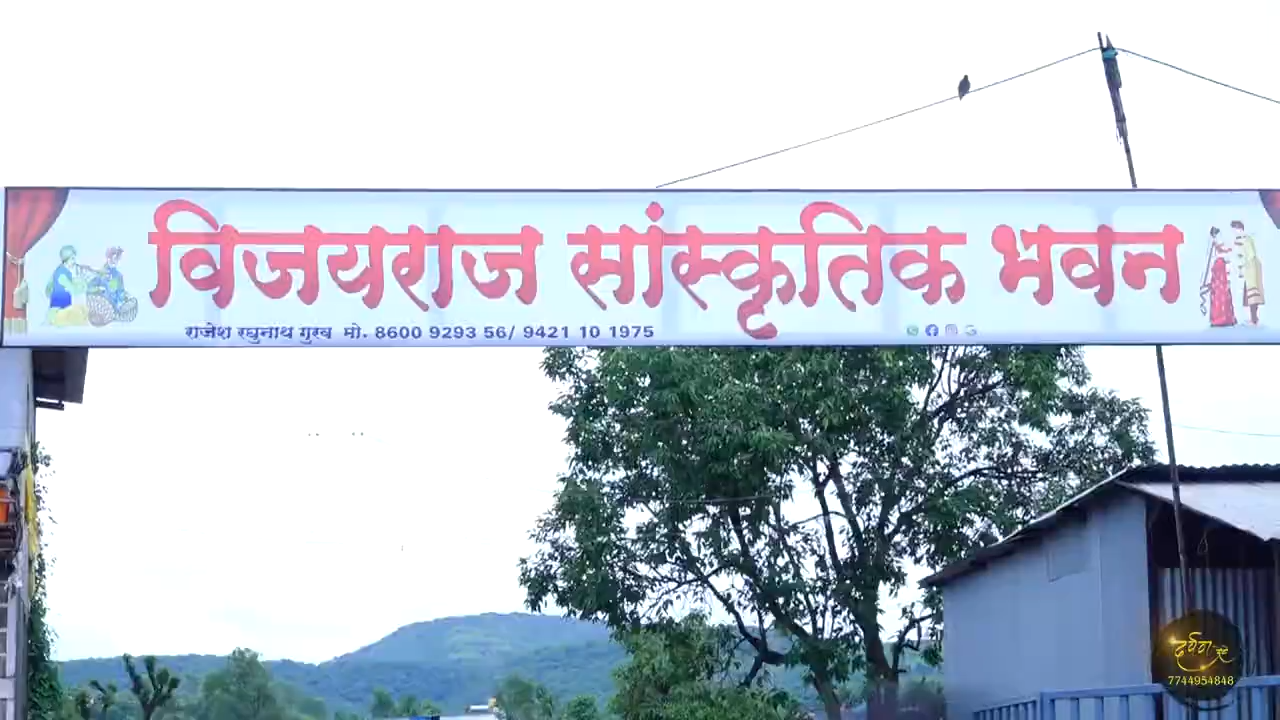 विजयराज सांस्कृतिक भवन
राजेश रघुनाथ गुरव मो. 8600 9293 56/ 9421 10 1975
7744954848